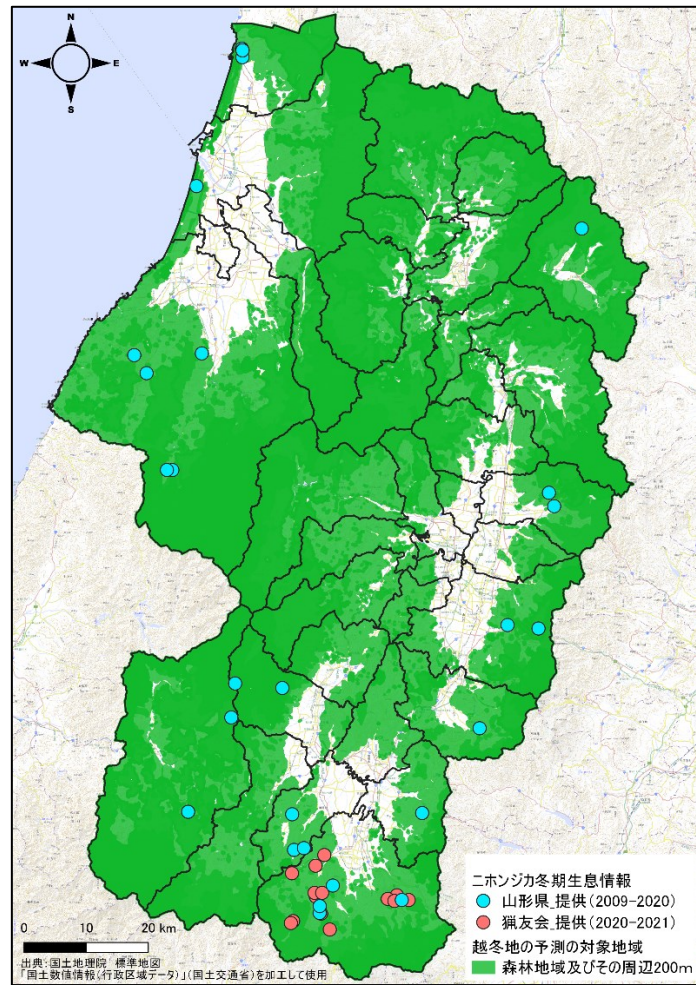 N
W
E
S
ニホンジカ冬期生息情報
山形県_提供(2009-2020)
猟友会_提供(2020-2021)
越冬地の予測の対象地域
森林地域及びその周辺200m
0
10
20 km
出典:国土地理院 標準地図
「国土数値情報(行政区域データ)」(国土交通省)を加工して使用